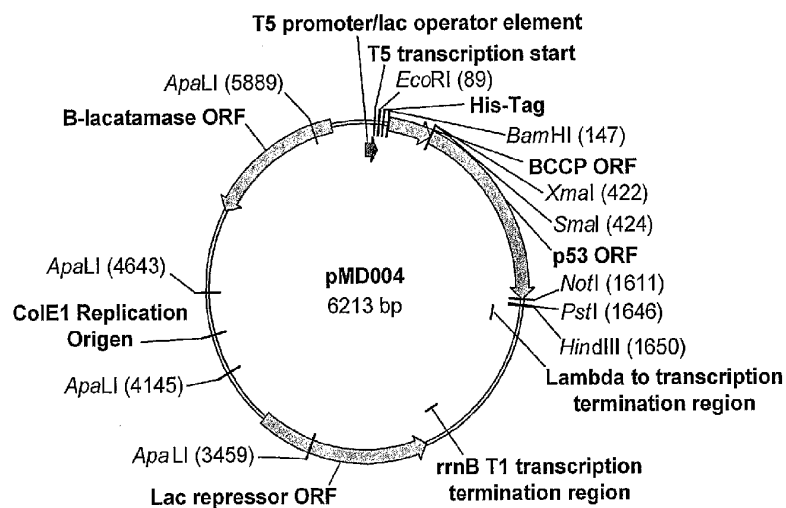 T5 promoter/lac operator element
T5 transcription start
EcoRI (89)
His-Tag
BamHI (147)
BCCP ORF
XmaI (422)
SmaI (424)
p53 ORF
NotI (1611)
PstI (1646)
HindIII (1650)
Lambda to transcription
termination region
rrnB T1 transcription
termination region
Lac repressor ORF
ApaLI (3459)
ApaLI (4145)
ColE1 Replication
Origen
ApaLI (4643)
B-lacatamase ORF
ApaLI (5889)
pMD004
6213 bp